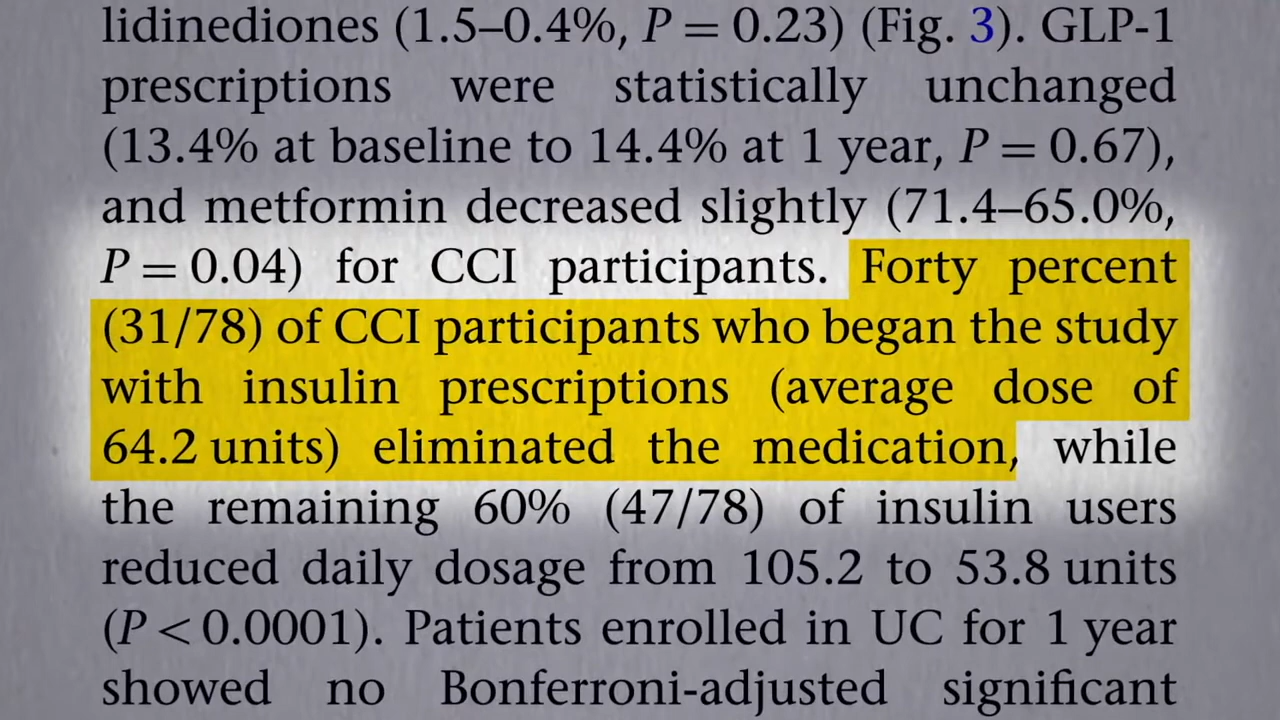 lidinediones (1.5–0.4%, P = 0.23) (Fig. 3). GLP-1
prescriptions were statistically unchanged
(13.4% at baseline to 14.4% at 1 year, P = 0.67),
and metformin decreased slightly (71.4–65.0%,
P = 0.04) for CCI participants. Forty percent
(31/78) of CCI participants who began the study
with insulin prescriptions (average dose of
64.2 units) eliminated the medication, while
the remaining 60% (47/78) of insulin users
reduced daily dosage from 105.2 to 53.8 units
(P < 0.0001). Patients enrolled in UC for 1 year
showed no Bonferroni-adjusted significant